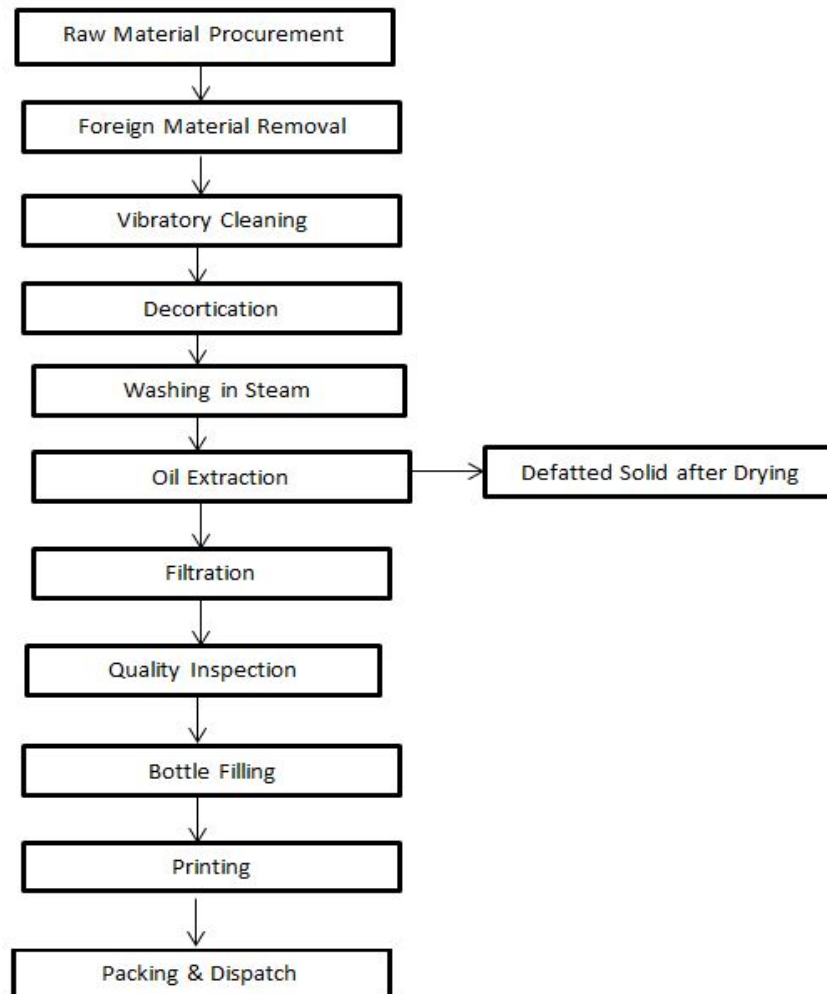 Raw Material Procurement
Foreign Material Removal
Vibratory Cleaning
Decortication
Washing in Steam
Oil Extraction
Defatted Solid after Drying
Filtration
Quality Inspection
Bottle Filling
Printing
Packing & Dispatch